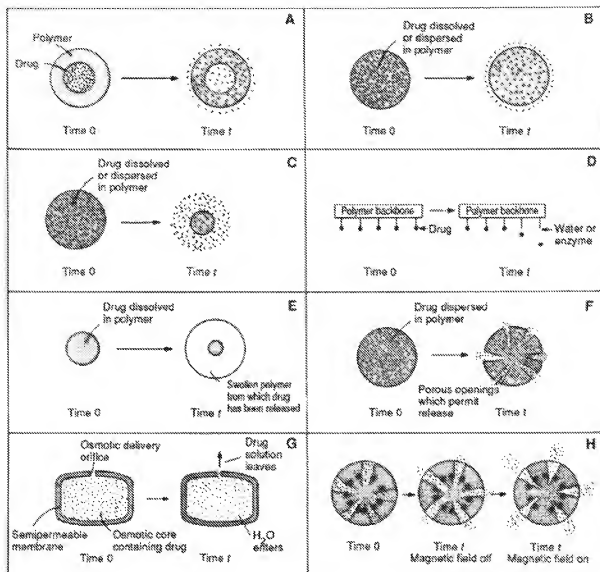 A
Polymer
Drug
Time 0
Time t
B
Drug dissolved
or dispersed
in polymer
Time 0
Time t
C
Drug dissolved
or dispersed
in polymer
Time 0
Time t
D
Polymer backbone
Polymer backbone
Drug
Water or
enzyme
Time 0
Time t
E
Drug dissolved
in polymer
Swollen polymer
from which drug
has been released
Time 0
Time t
F
Drug dispersed
in polymer
Porous openings
which permit
release
Time 0
Time t
G
Osmotic delivery
orifice
Drug
solution
leaves
Semipermeable
membrane
Osmotic core
containing drug
H₂O
enters
Time 0
Time t
H
Time 0
Time t
Magnetic field off
Time t
Magnetic field on